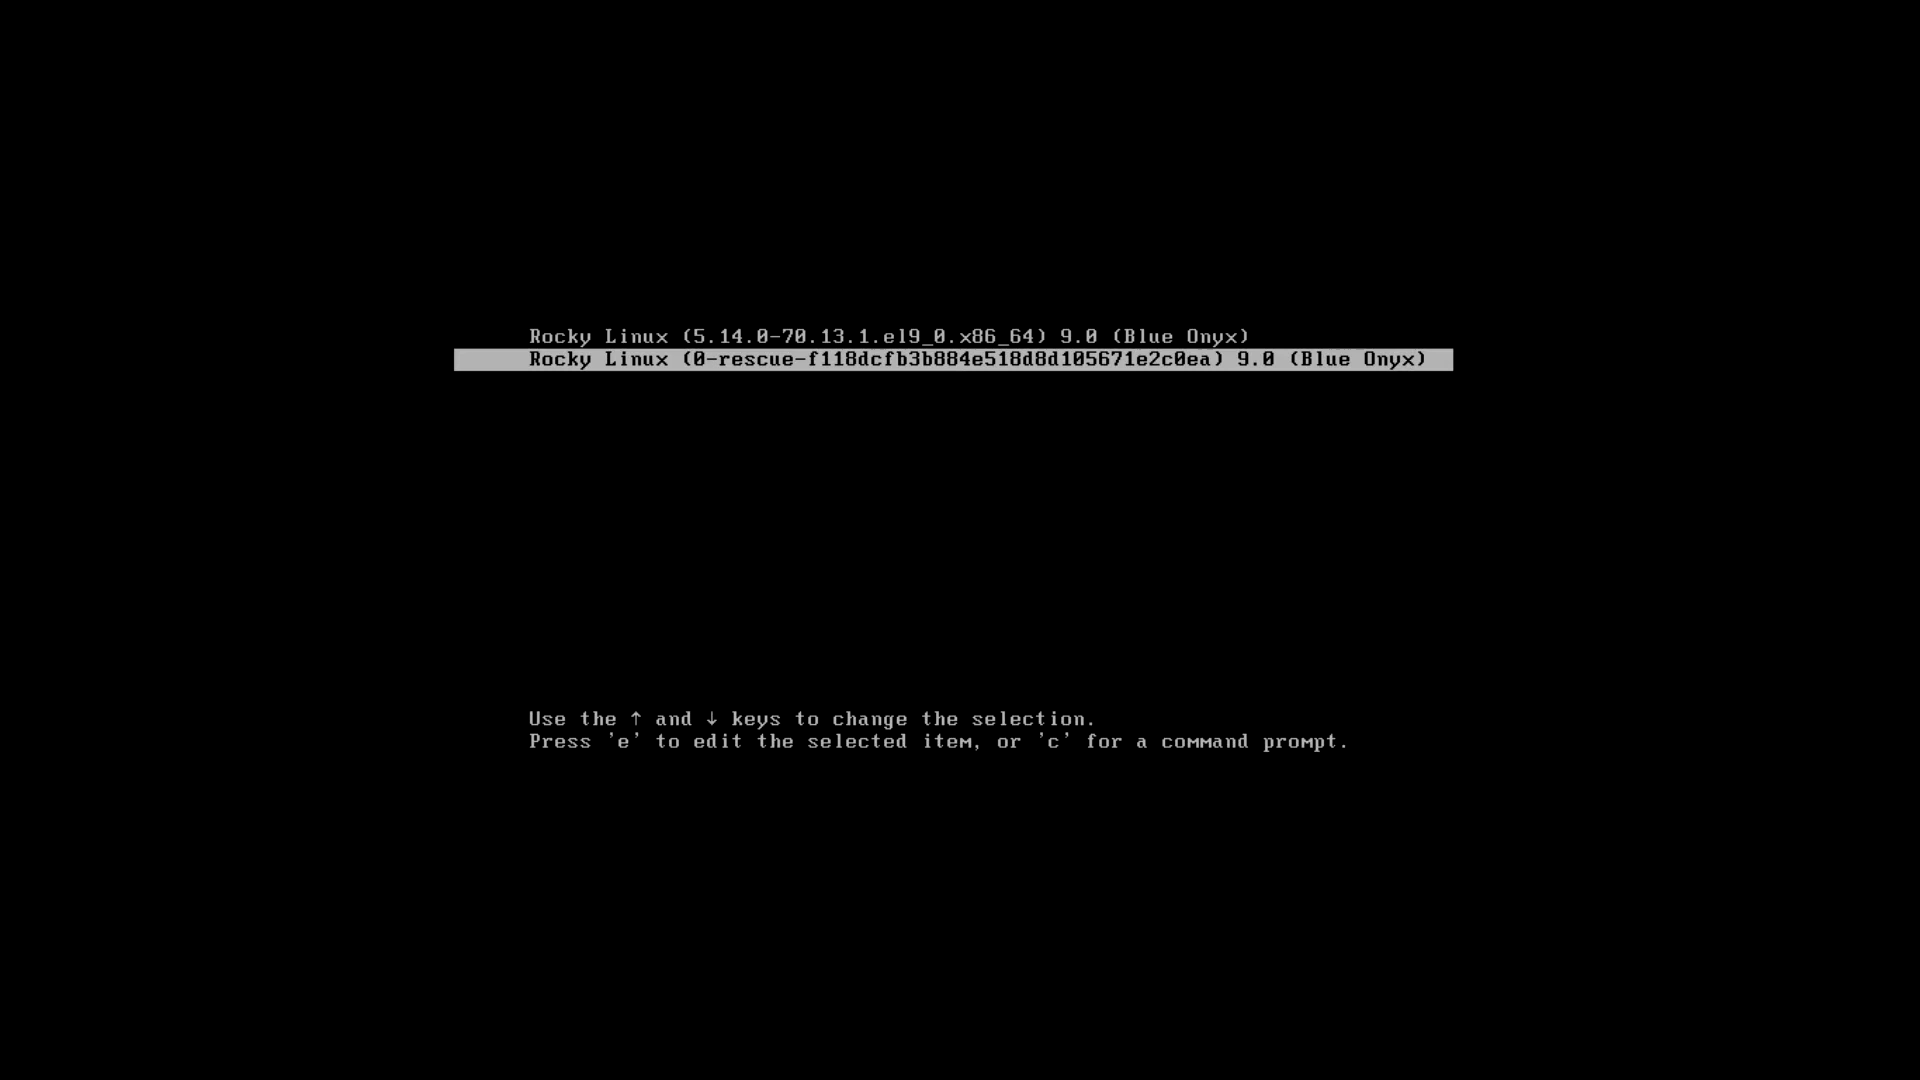 Rocky Linux (5.14.0-70.13.1.el9_0.x86_64) 9.0 (Blue Onyx)
Rocky Linux (0-rescue-f118dcfb3b884e518d8d105671e2c0ea) 9.0 (Blue Onyx)
Use the ↑ and ↓ keys to change the selection.
Press 'e' to edit the selected item, or 'c' for a command prompt.